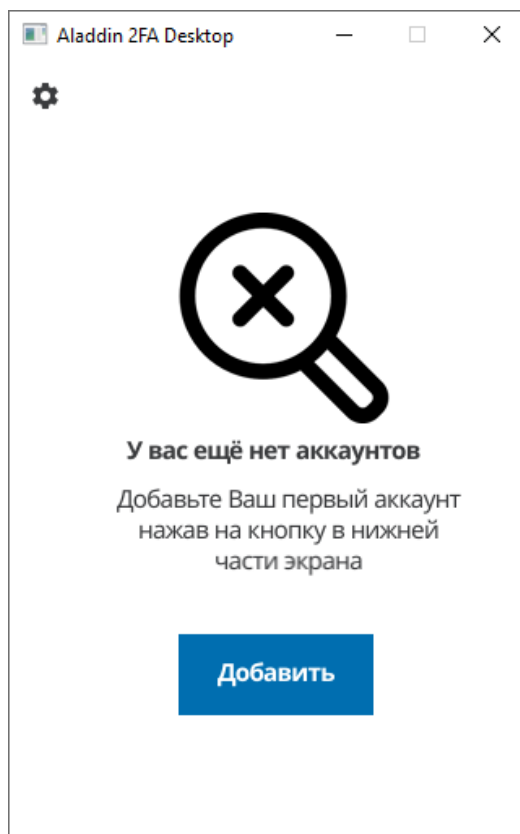 Aladdin 2FA Desktop
У вас ещё нет аккаунтов
Добавьте Ваш первый аккаунт
нажав на кнопку в нижней
части экрана
Добавить